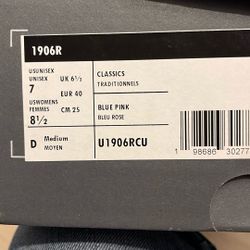 1906R
USUNISEX
UNISEX
7
UK 6½
EUR 40
USWOMENS
FEMMES
8½
CM 25
CLASSICS
TRADITIONNELS
BLUE PINK
BLEU ROSE
D Medium
MOYEN
U1906RCU
1 98686 30277